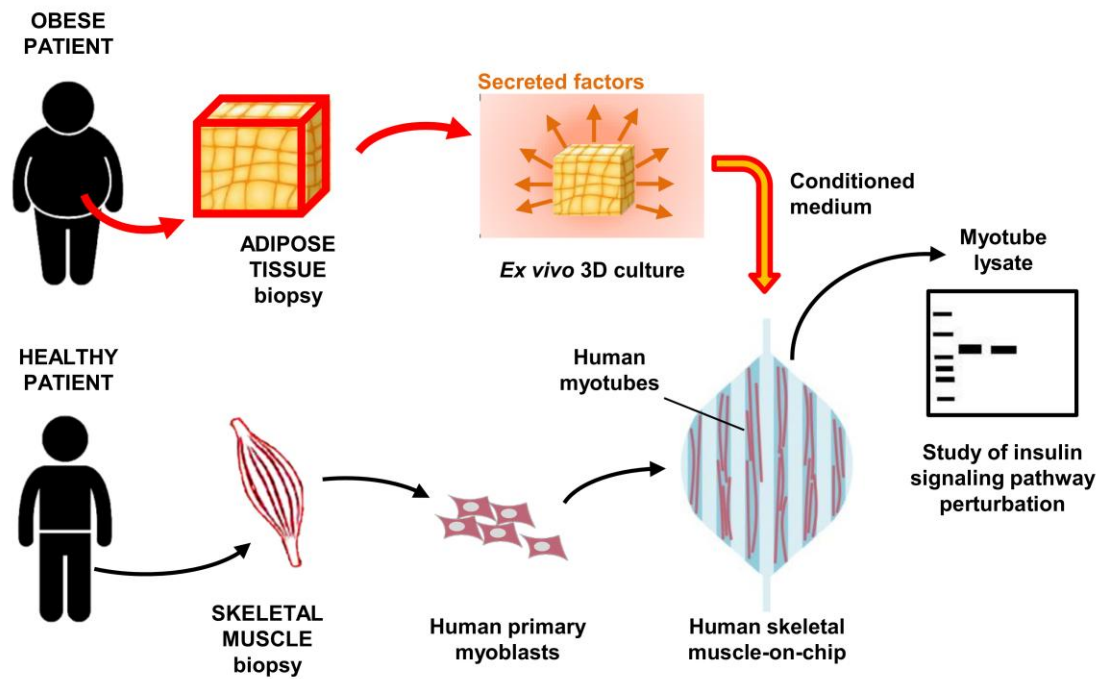 OBESE
PATIENT
Secreted factors
ADIPOSE
TISSUE
biopsy
Ex vivo 3D culture
Conditioned
medium
Myotube
lysate
HEALTHY
PATIENT
Human
myotubes
Study of insulin
signaling pathway
perturbation
SKELETAL
MUSCLE
biopsy
Human primary
myoblasts
Human skeletal
muscle-on-chip